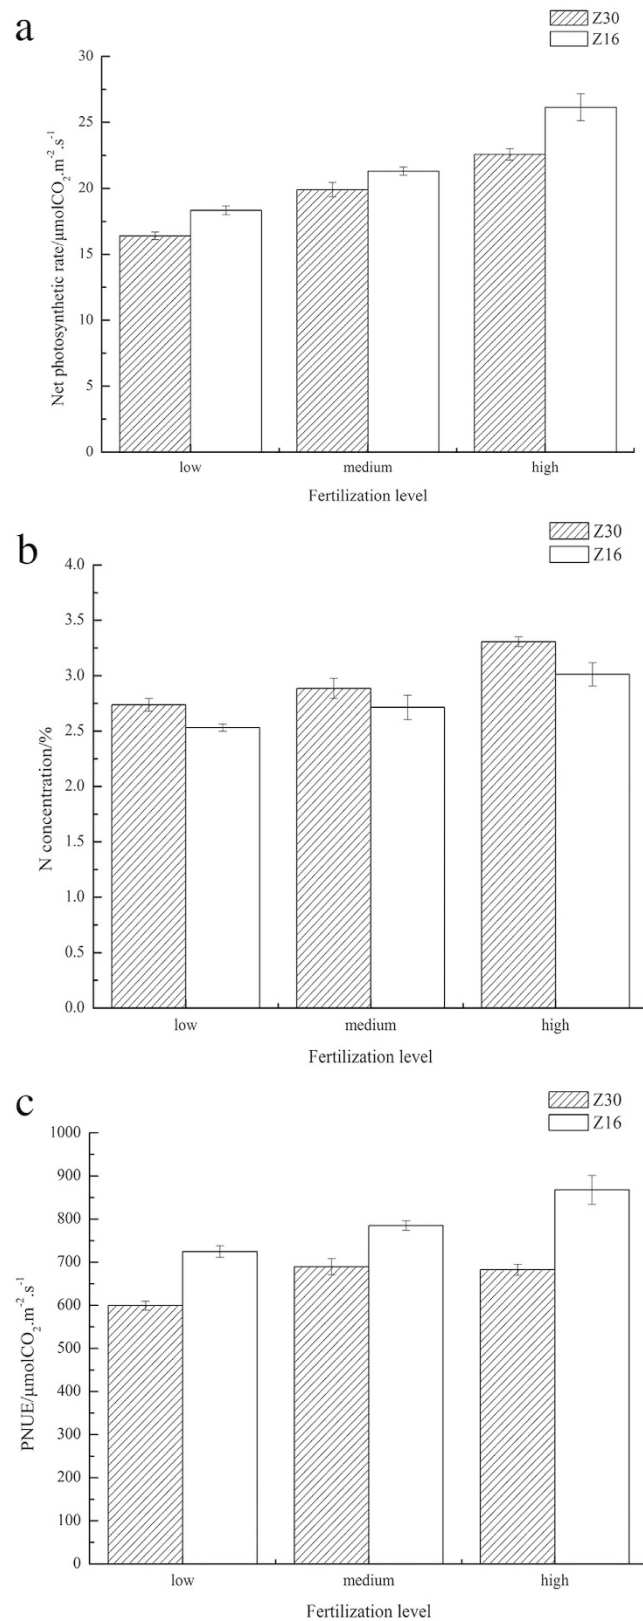 a
Z30
Z16
30
25
20
15
10
5
0
Net photosynthetic rate/μmolCO₂.m⁻².s⁻¹
low medium high
Fertilization level
b
Z30
Z16
4.0
3.5
3.0
2.5
2.0
1.5
1.0
0.5
0.0
N concentration/%
low medium high
Fertilization level
c
Z30
Z16
1000
900
800
700
600
500
400
300
200
100
0
PNUE/μmolCO₂.m⁻².s⁻¹
low medium high
Fertilization level